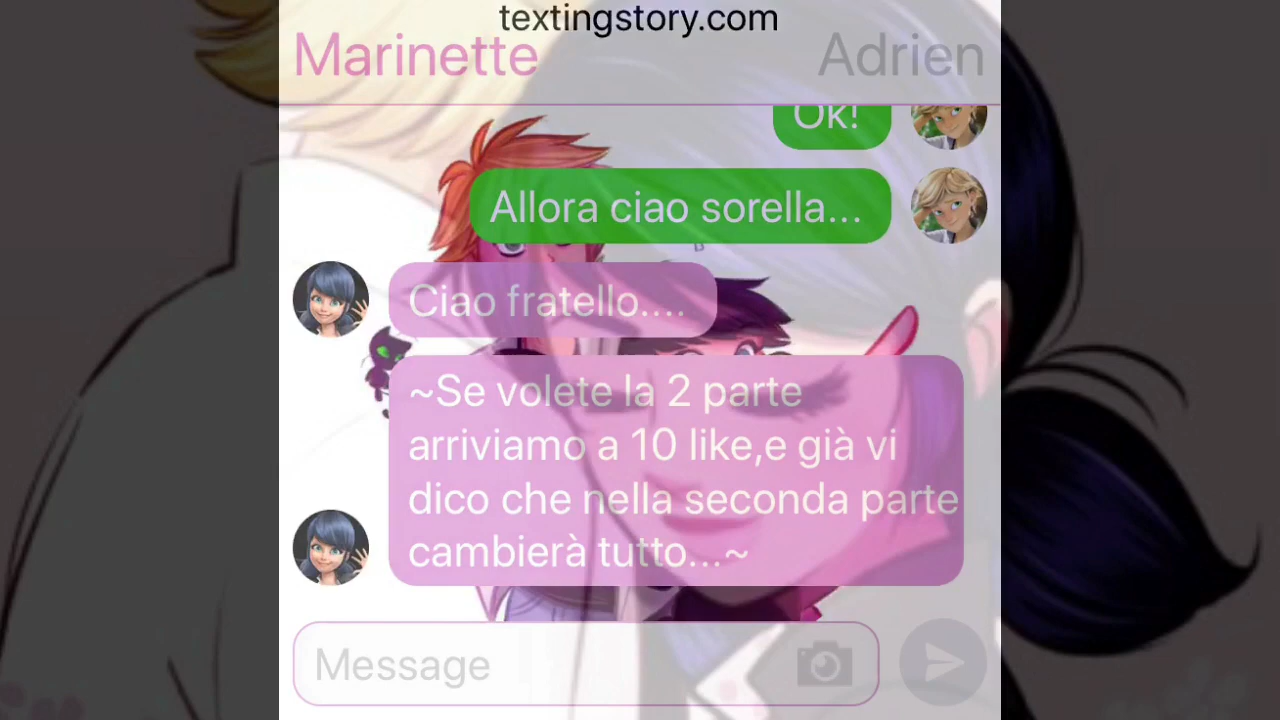 textingstory.com
Marinette
Adrien
Ok!
Allora ciao sorella...
Ciao fratello....
~Se volete la 2 parte
arriviamo a 10 like,e già vi
dico che nella seconda parte
cambierà tutto...~
Message